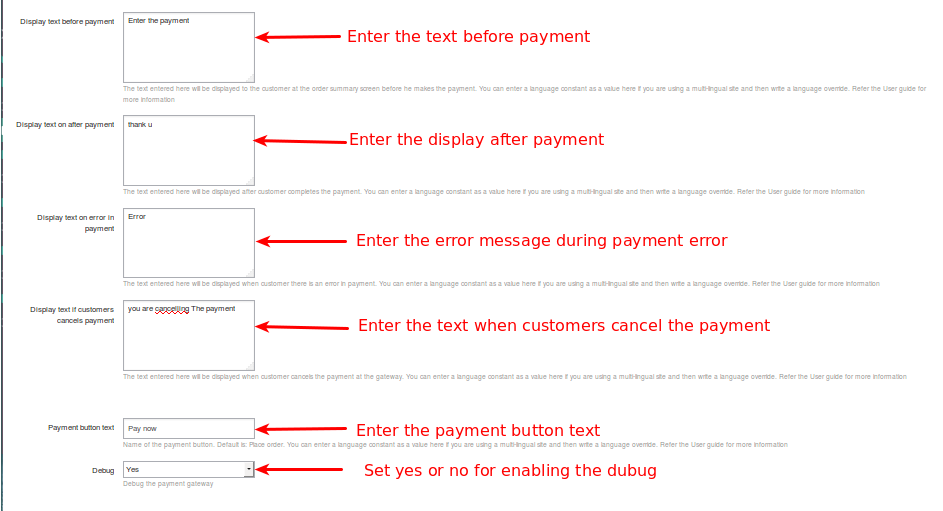 Display text before payment
Enter the payment
Enter the text before payment
The text entered here will be displayed to the customer at the order summary screen before he makes the payment. You can enter a language constant as a value here if you are using a multi-lingual site and then write a language override. Refer the User guide for
more information
Display text on after payment
thank u
Enter the display after payment
The text entered here will be displayed after customer completes the payment. You can enter a language constant as a value here if you are using a multi-lingual site and then write a language override. Refer the User guide for more information
Display text on error in
payment
Error
Enter the error message during payment error
The text entered here will be displayed when customer there is an error in payment. You can enter a language constant as a value here if you are using a multi-lingual site and then write a language override. Refer the User guide for more information
Display text if customers
cancels payment
you are cancelling The payment
Enter the text when customers cancel the payment
The text entered here will be displayed when customer cancels the payment at the gateway. You can enter a language constant as a value here if you are using a multi-lingual site and then write a language override. Refer the User guide for more information
Payment button text
Pay now
Enter the payment button text
Name of the payment button. Default is: Place order. You can enter a language constant as a value here if you are using a multi-lingual site and then write a language override. Refer the User guide for more information
Debug
Yes
Set yes or no for enabling the dubug
Debug the payment gateway